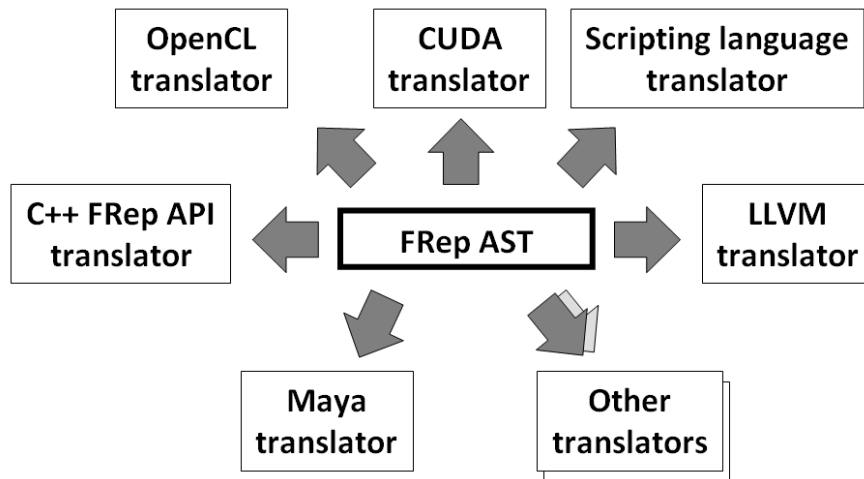 OpenCL
translator
CUDA
translator
Scripting language
translator
C++ FRep API
translator
FRep AST
LLVM
translator
Maya
translator
Other
translators